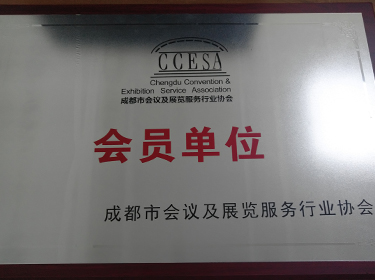 CCESA
Chengdu Convention &
Exhibition Service Association
成都市会议及展览服务行业协会
会员单位
成都市会议及展览服务行业协会